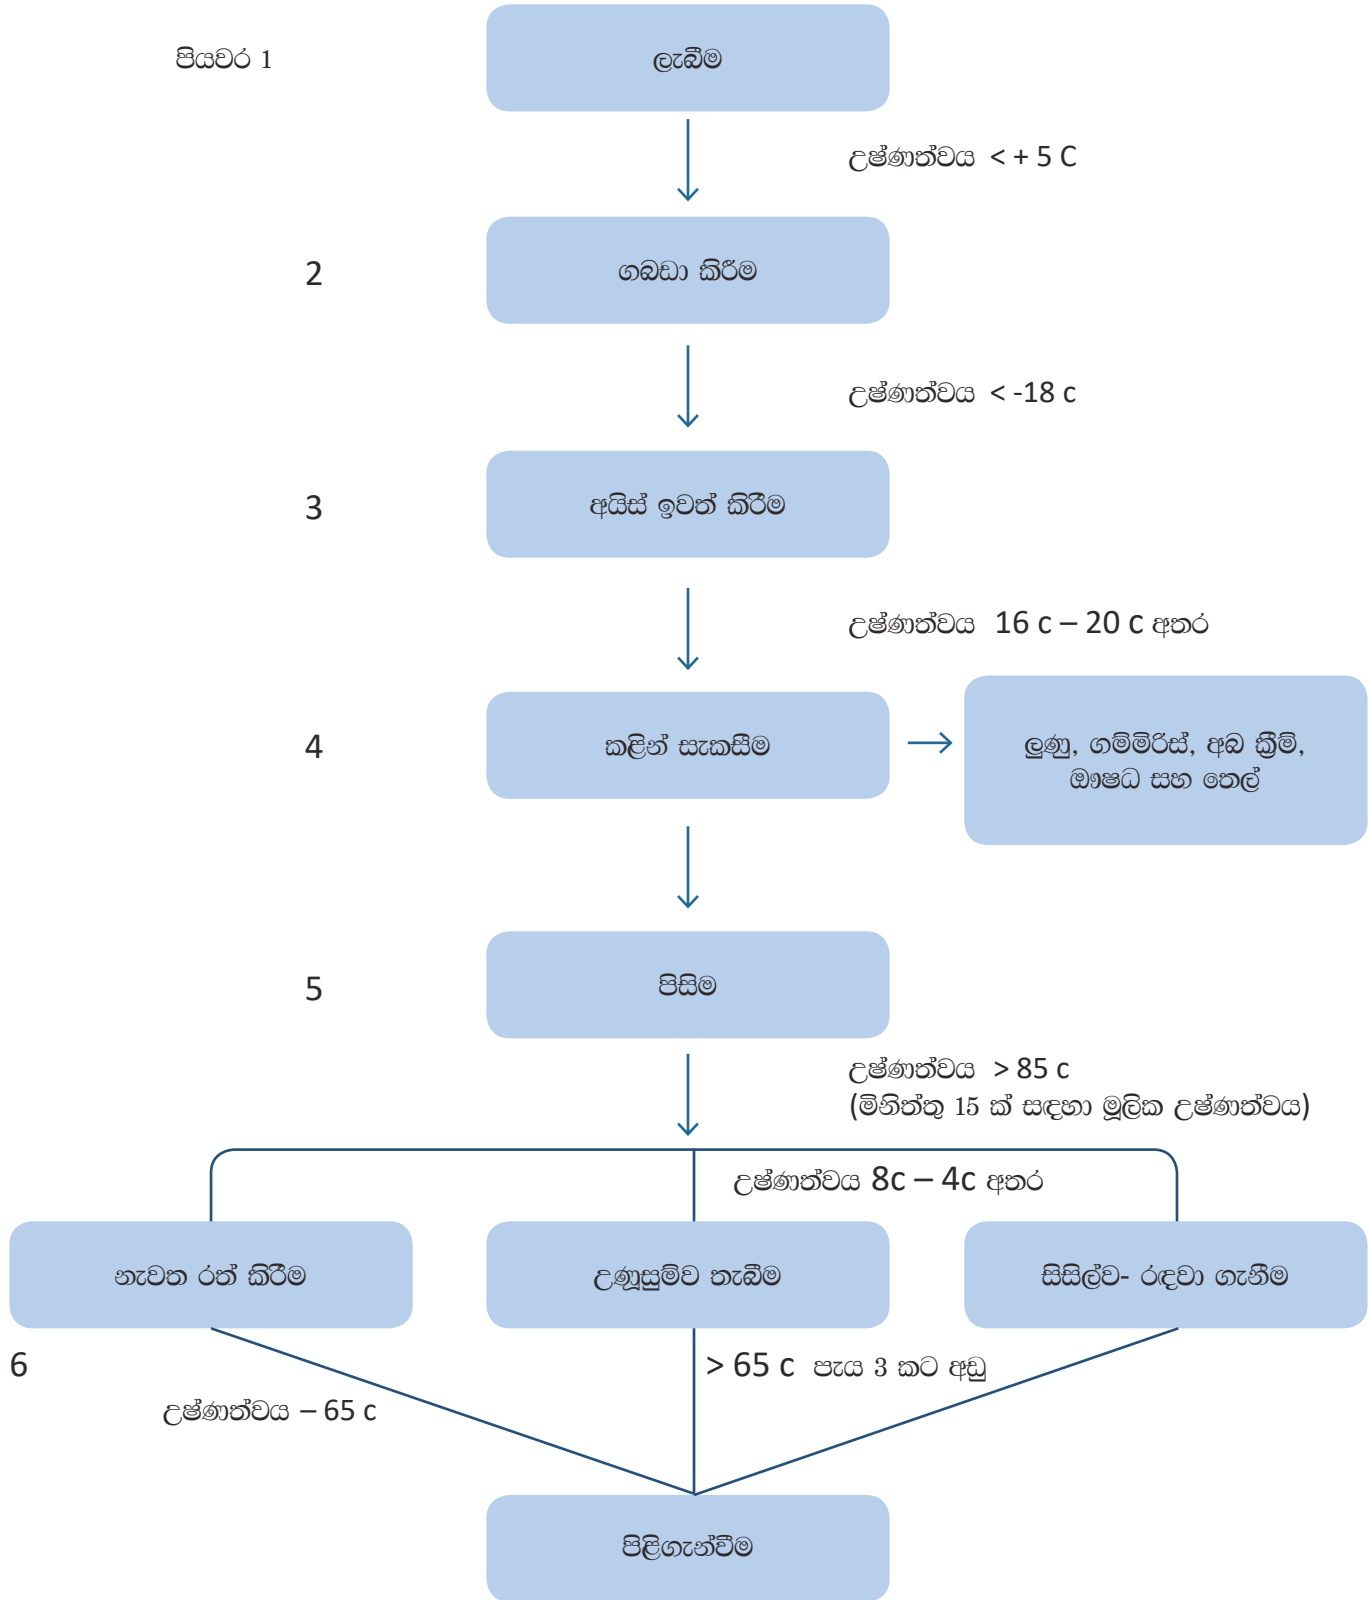 පියවර 1
ලැබීම
උෂ්ණත්වය < + 5 C
2
ගබඩා කිරීම
උෂ්ණත්වය < -18 c
3
අයිස් ඉවත් කිරීම
උෂ්ණත්වය 16 c – 20 c අතර
4
කළින් සැකසීම
ලුණු, ගම්මිරිස්, අබ ක්‍රීම්,
ඖෂධ සහ තෙල්
5
පිසිම
උෂ්ණත්වය > 85 c
(මිනිත්තු 15 ක් සඳහා මූලික උෂ්ණත්වය)
උෂ්ණත්වය 8c – 4c අතර
නැවත රත් කිරීම
උණුසුම්ව තැබීම
සිසිල්ව- රඳවා ගැනීම
6
> 65 c පැය 3 කට අඩු
උෂ්ණත්වය – 65 c
පිළිගැන්වීම